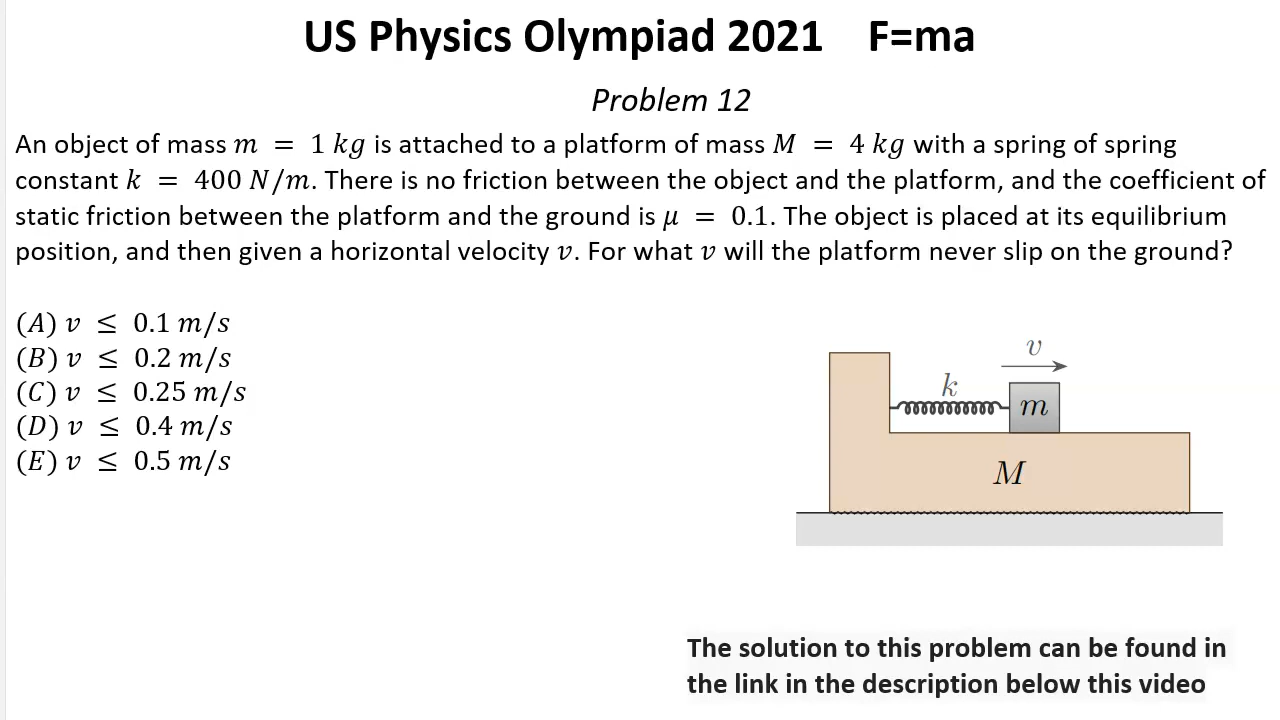 US Physics Olympiad 2021 F=ma
Problem 12
An object of mass m = 1 kg is attached to a platform of mass M = 4 kg with a spring of spring
constant k = 400 N/m. There is no friction between the object and the platform, and the coefficient of
static friction between the platform and the ground is μ = 0.1. The object is placed at its equilibrium
position, and then given a horizontal velocity v. For what v will the platform never slip on the ground?
(A) v ≤ 0.1 m/s
(B) v ≤ 0.2 m/s
(C) v ≤ 0.25 m/s
(D) v ≤ 0.4 m/s
(E) v ≤ 0.5 m/s
v
k
m
M
The solution to this problem can be found in
the link in the description below this video